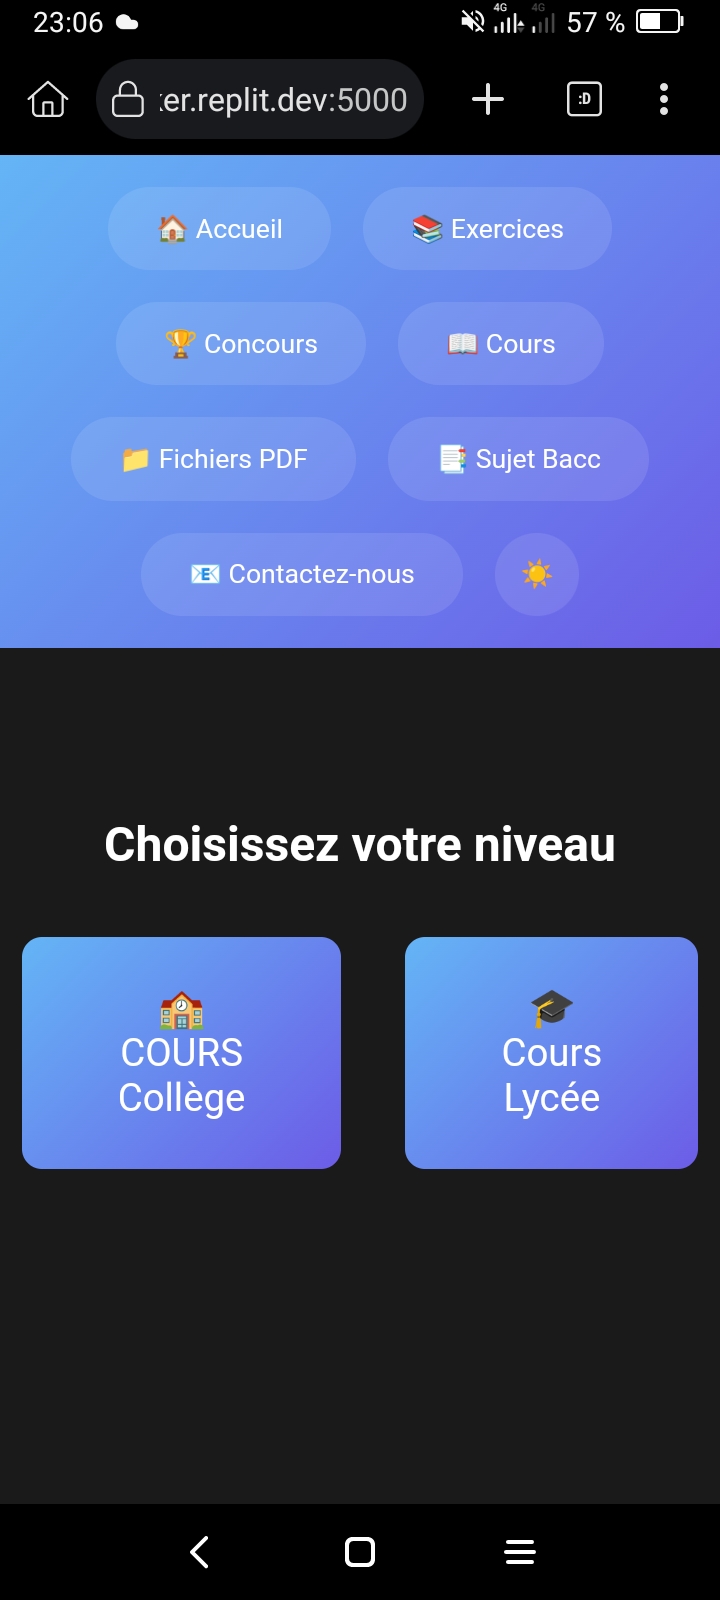 23:06
4G 4G 57 %
ker.replit.dev:5000
:D
Accueil
Exercices
Concours
Cours
Fichiers PDF
Sujet Bacc
Contactez-nous
Choisissez votre niveau
COURS
Collège
Cours
Lycée